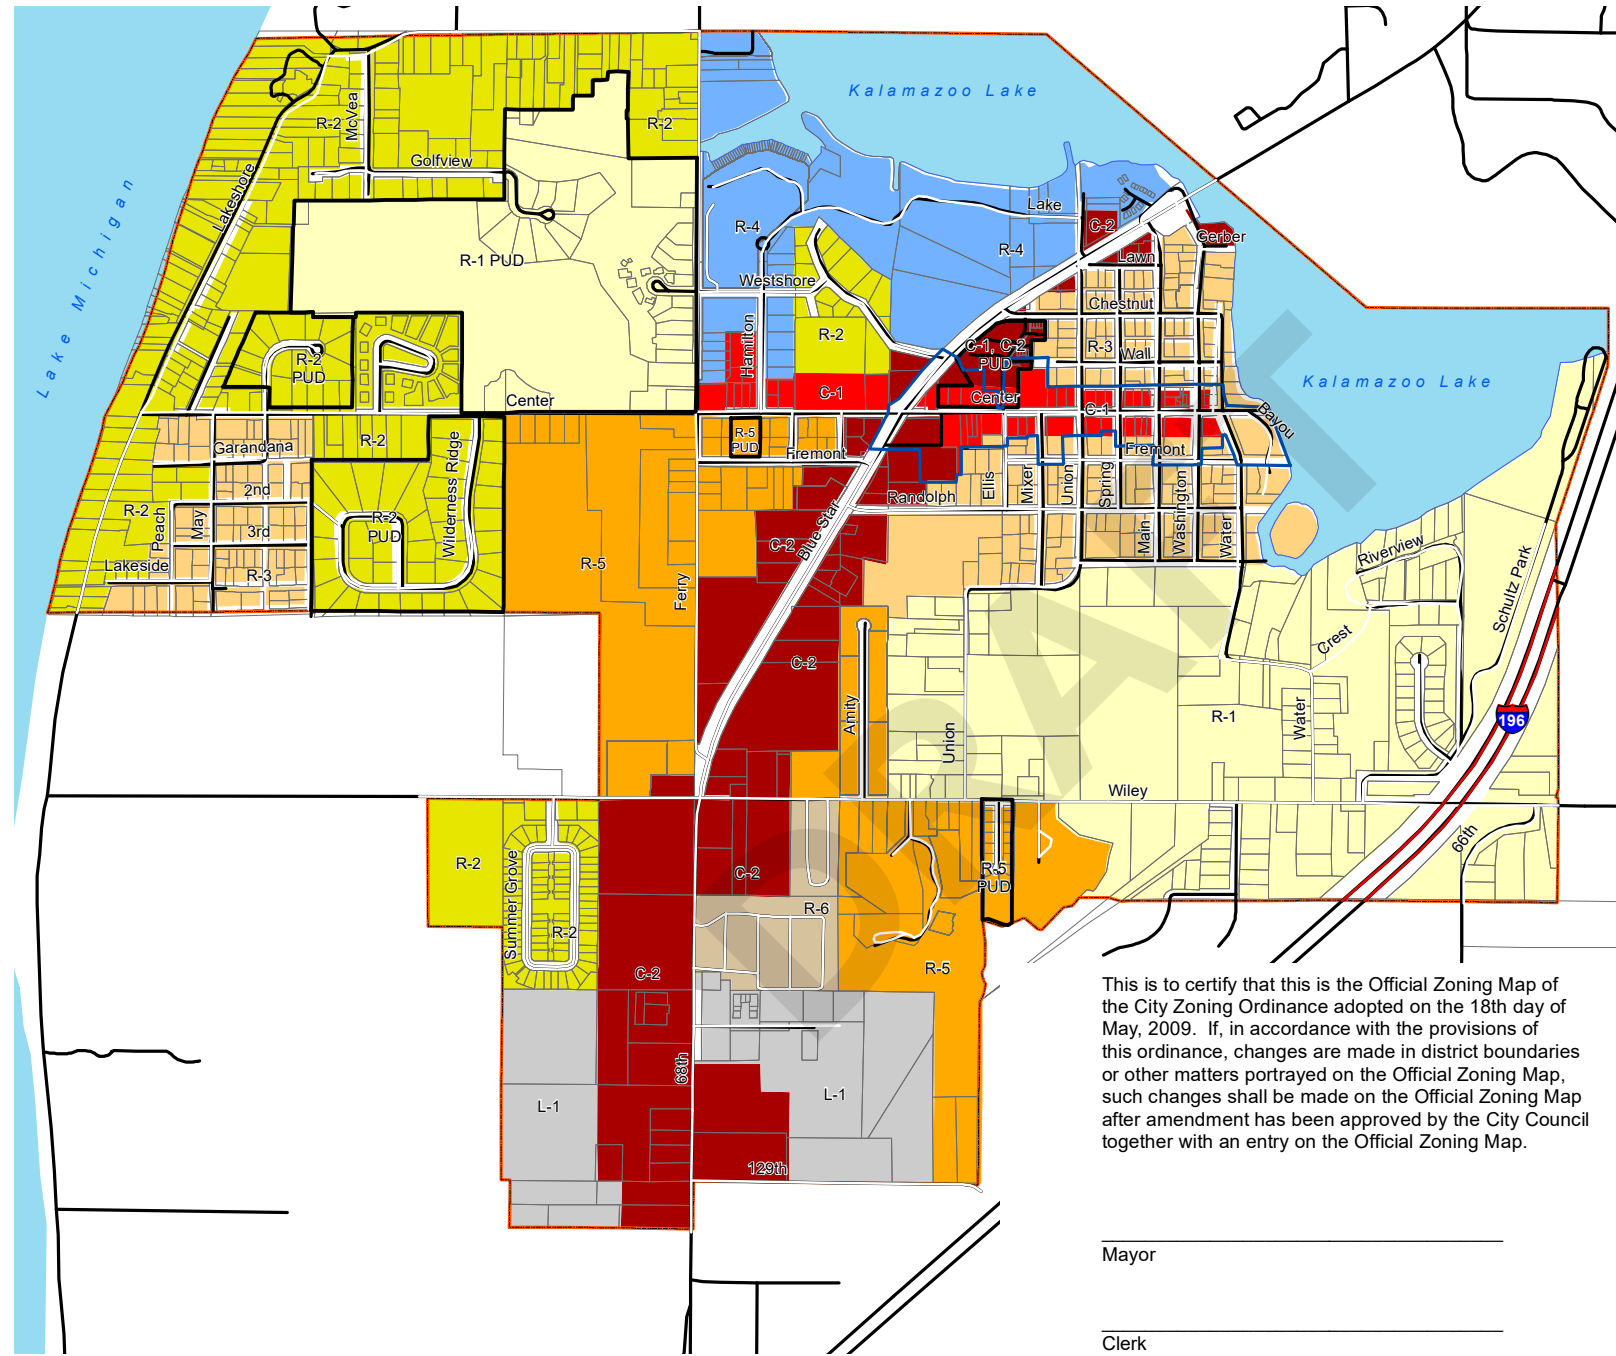 Kalamazoo Lake
McVea
R-2
R-2
Golfview
Lake Michigan
Lakeshore
R-4
Lake
R-4
C-2
Gerber
Lawn
R-1 PUD
Westshore
Chestnut
Hamilton
R-2
C-1, C-2
PUD
R-3
Wall
R-2
PUD
Kalamazoo Lake
Center
C-1
Center
C-1
Bayou
R-2
R-5
PUD
Garandana
Wilderness Ridge
Fremont
Fremont
2nd
Ellis
Mixer
Union
Spring
Randolph
R-2
Peach
May
3rd
R-2
PUD
Main
Washington
Water
Blue Star
C-2
Lakeside
R-3
R-5
Ferry
Riverview
Schultz Park
Crest
C-2
Amity
Union
R-1
Water
196
Wiley
66th
R-2
Summer Grove
C-2
R-5
PUD
R-2
R-6
C-2
R-5
68th
L-1
L-1
129th
DRAFT
This is to certify that this is the Official Zoning Map of
the City Zoning Ordinance adopted on the 18th day of
May, 2009.  If, in accordance with the provisions of
this ordinance, changes are made in district boundaries
or other matters portrayed on the Official Zoning Map,
such changes shall be made on the Official Zoning Map
after amendment has been approved by the City Council
together with an entry on the Official Zoning Map.
Mayor
Clerk